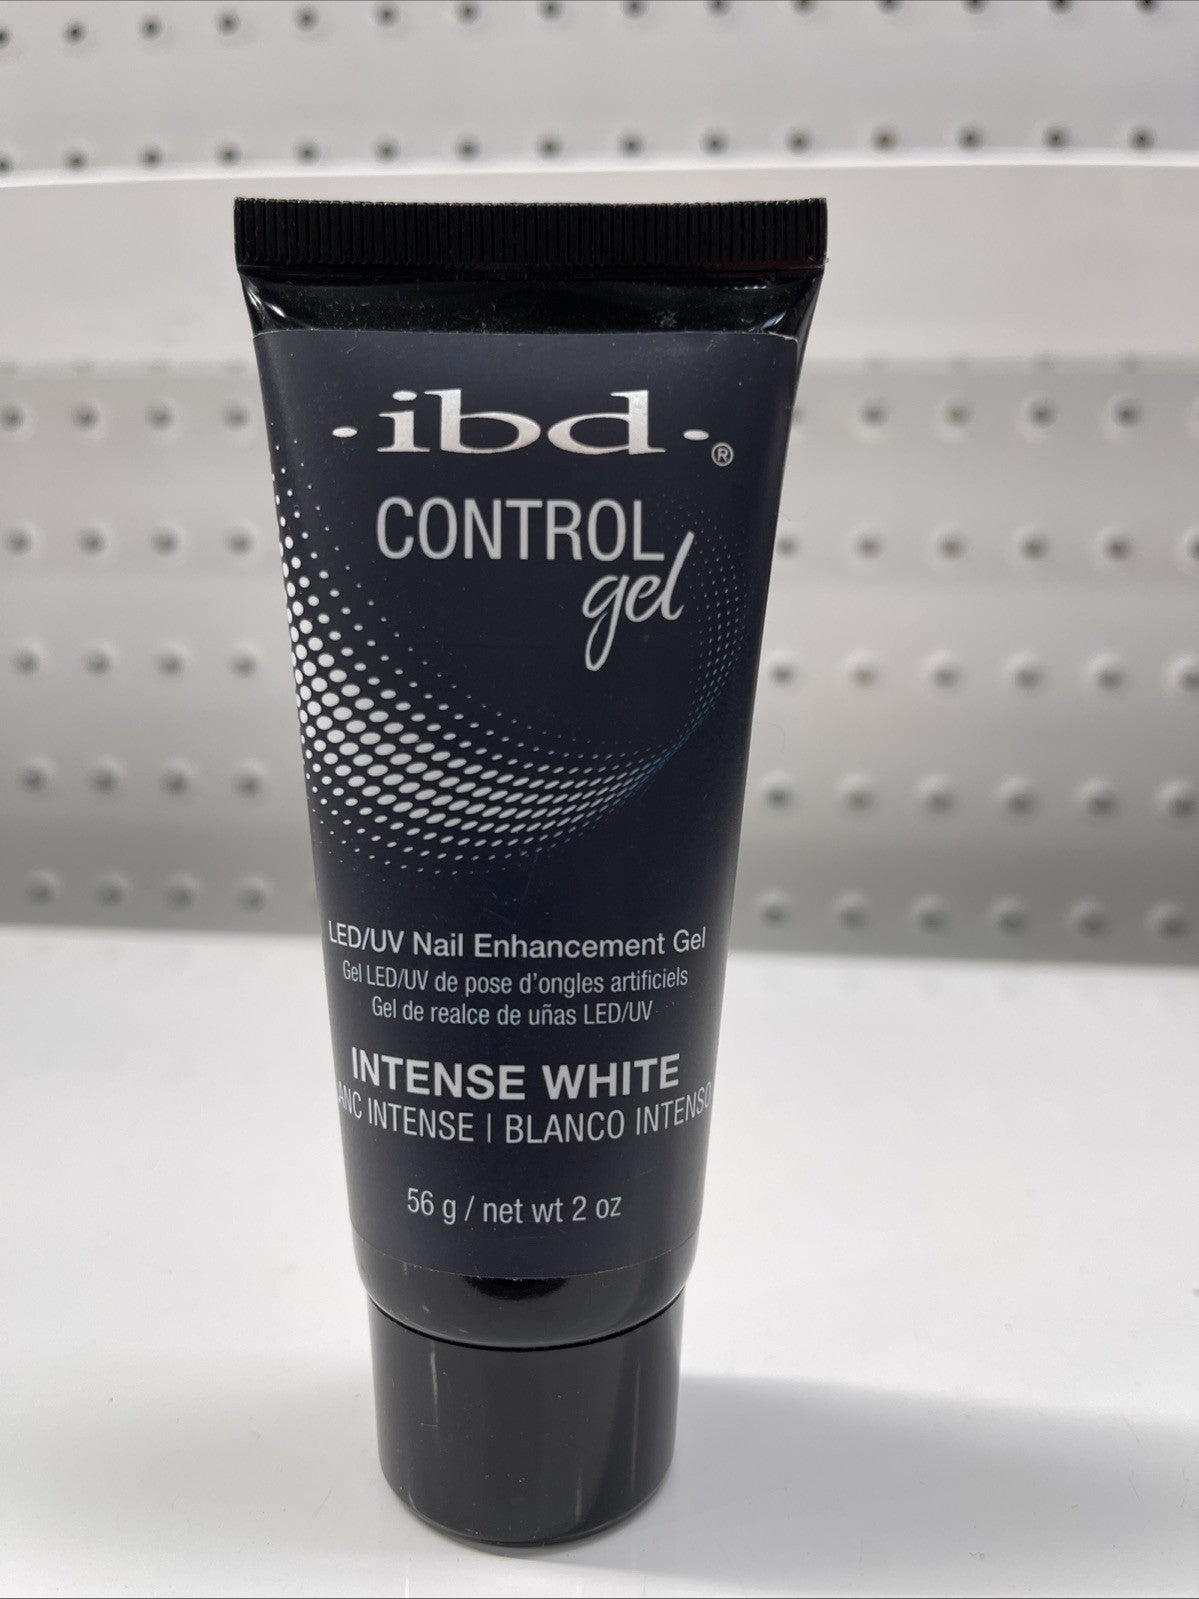 ·ibd·®
CONTROL
gel
LED/UV Nail Enhancement Gel
Gel LED/UV de pose d'ongles artificiels
Gel de realce de uñas LED/UV
INTENSE WHITE
INTENSE | BLANCO INTENSO
56 g / net wt 2 oz